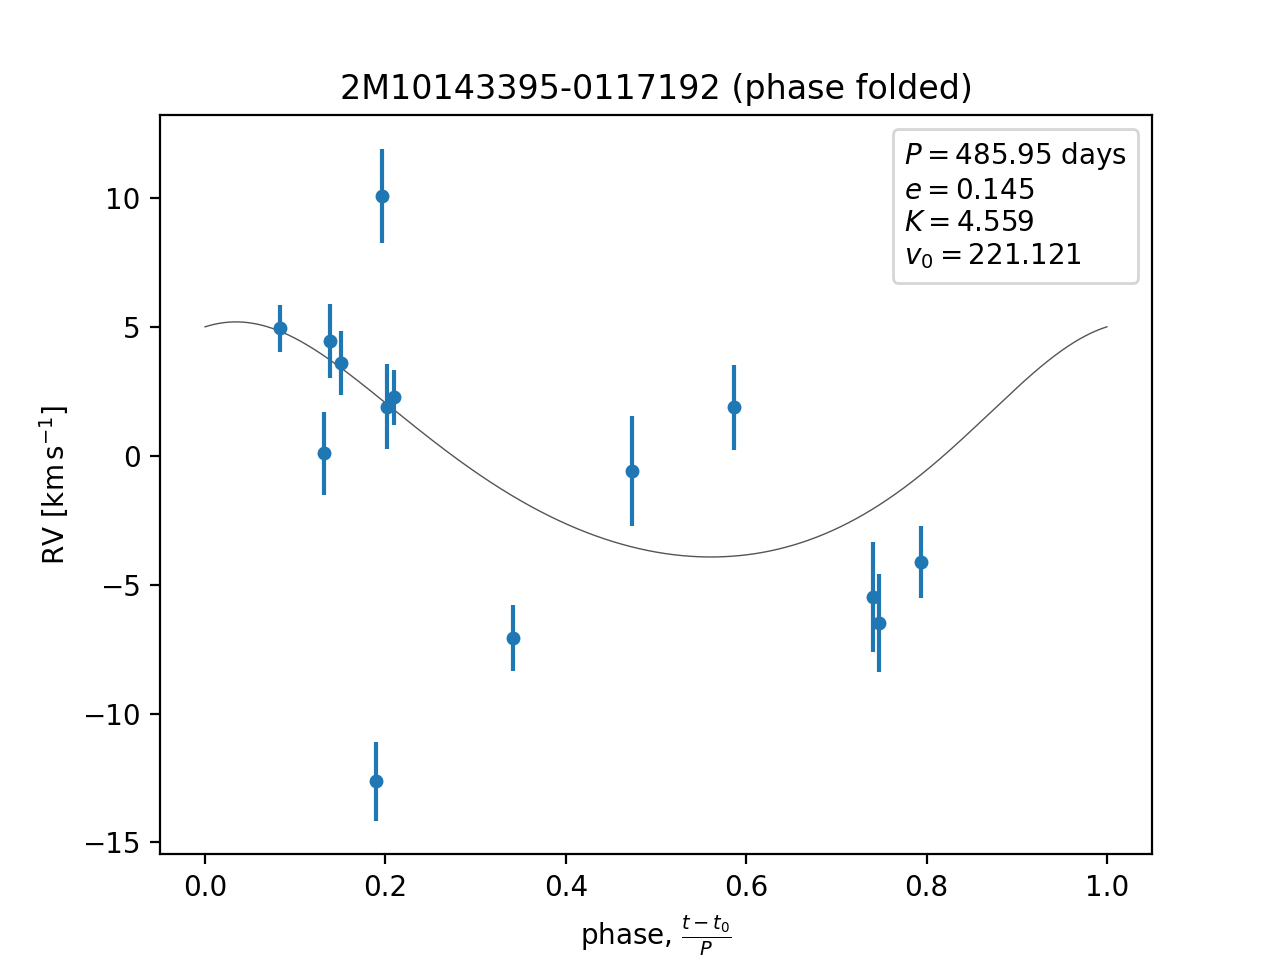 2M10143395-0117192 (phase folded)
P = 485.95 days
e = 0.145
K = 4.559
v₀ = 221.121
10
5
0
−5
−10
−15
RV [km s⁻¹]
0.0 0.2 0.4 0.6 0.8 1.0
phase, (t − t₀)/P